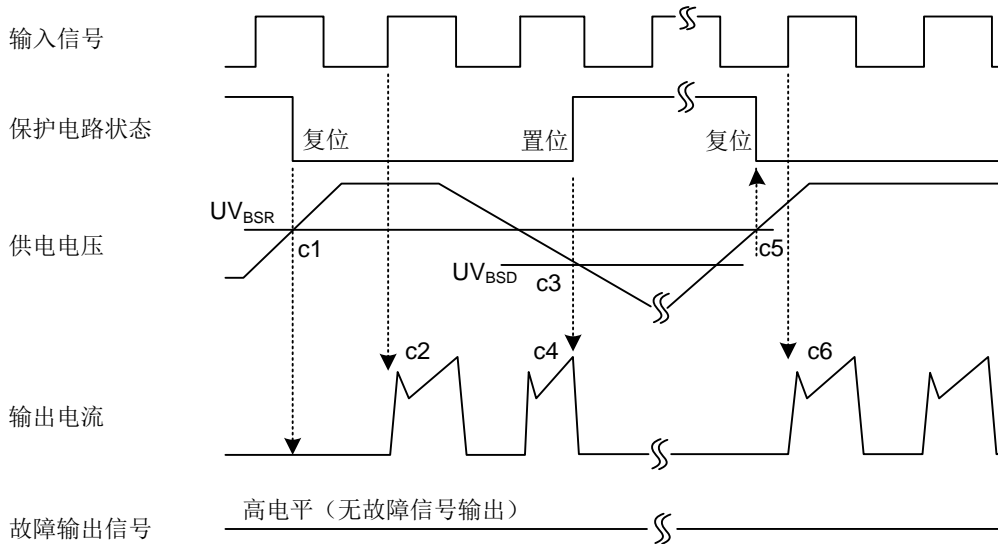 输入信号
保护电路状态
复位
置位
复位
供电电压
UVBSR
c1
UVBSD
c3
c5
c2
c4
c6
输出电流
高电平（无故障信号输出）
故障输出信号